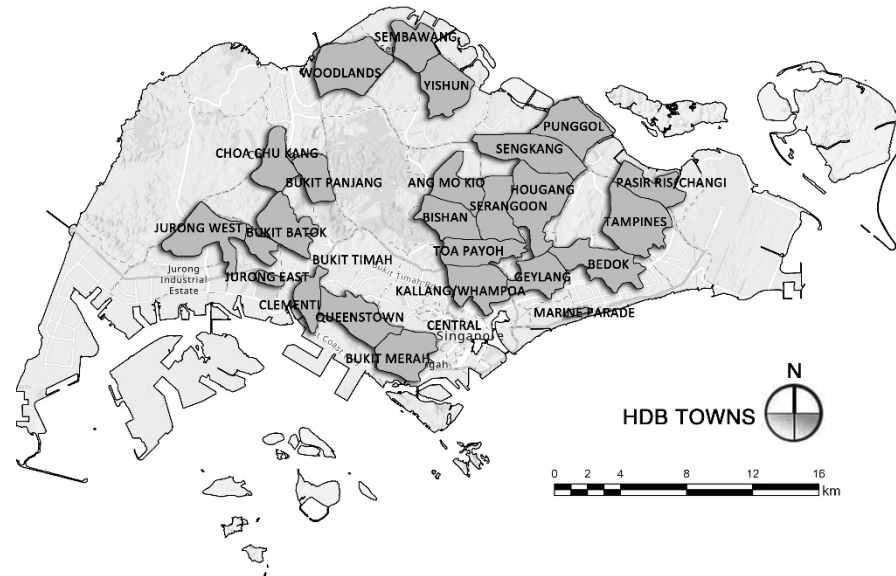 SEMBAWANG
WOODLANDS
YISHUN
PUNGGOL
SENGKANG
CHOA CHU KANG
BUKIT PANJANG
ANG MO KIO
HOUGANG
PASIR RIS/CHANGI
SERANGOON
BISHAN
TAMPINES
JURONG WEST
BUKIT BATOK
TOA PAYOH
BUKIT TIMAH
BEDOK
Jurong
Industrial
Estate
JURONG EAST
Bukit Timah
GEYLANG
KALLANG/WHAMPOA
CLEMENTI
QUEENSTOWN
MARINE PARADE
CENTRAL
Singapore
BUKIT MERAH
N
HDB TOWNS
0 2 4 8 12 16
km